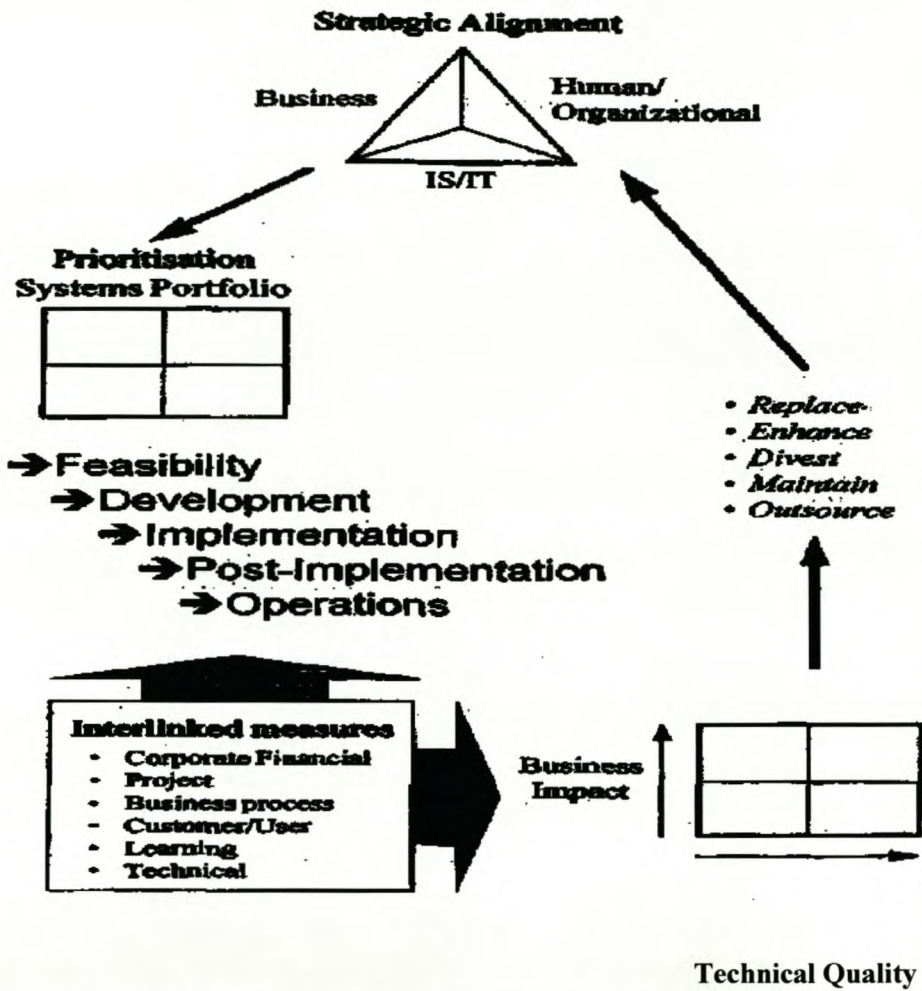 Strategic Alignment
Business
Human/
Organizational
IS/IT
Prioritisation
Systems Portfolio
• Replace
• Enhance
• Divest
• Maintain
• Outsource
→Feasibility
→Development
→Implementation
→Post-Implementation
→Operations
Interlinked measures
• Corporate Financial
• Project
• Business process
- Customer/User
• Learning
• Technical
Business
Impact
Technical Quality